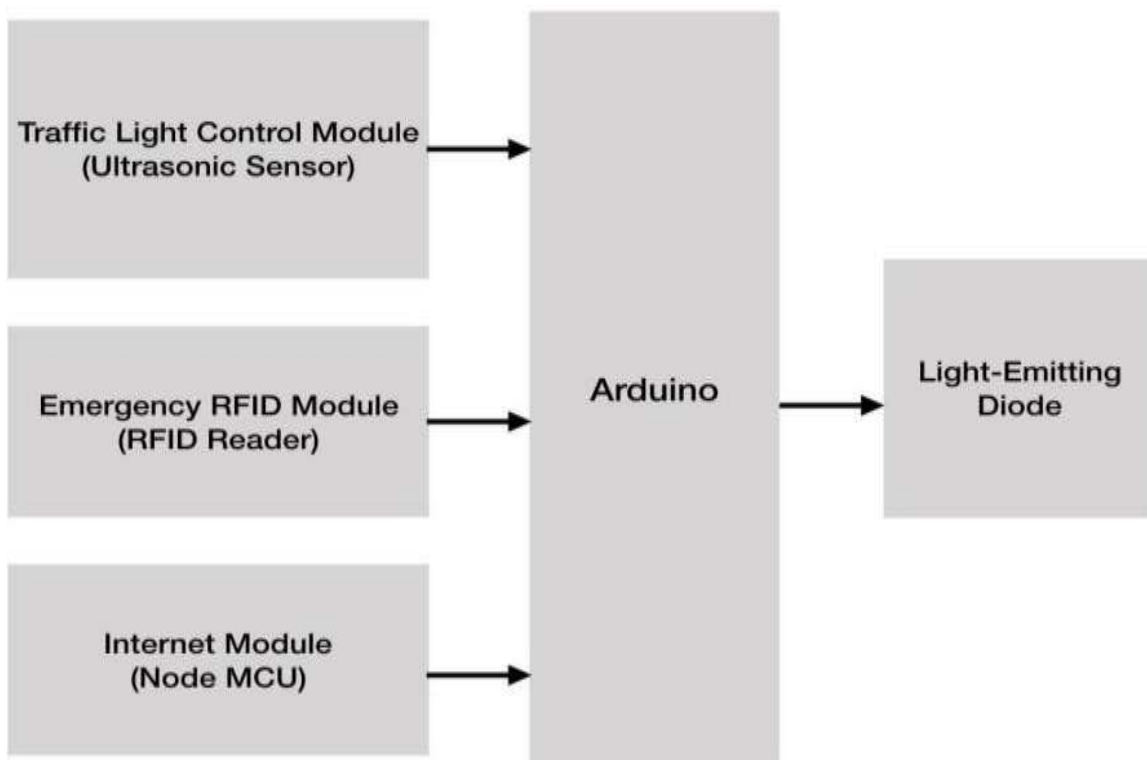 Traffic Light Control Module
(Ultrasonic Sensor)
Emergency RFID Module
(RFID Reader)
Internet Module
(Node MCU)
Arduino
Light-Emitting
Diode